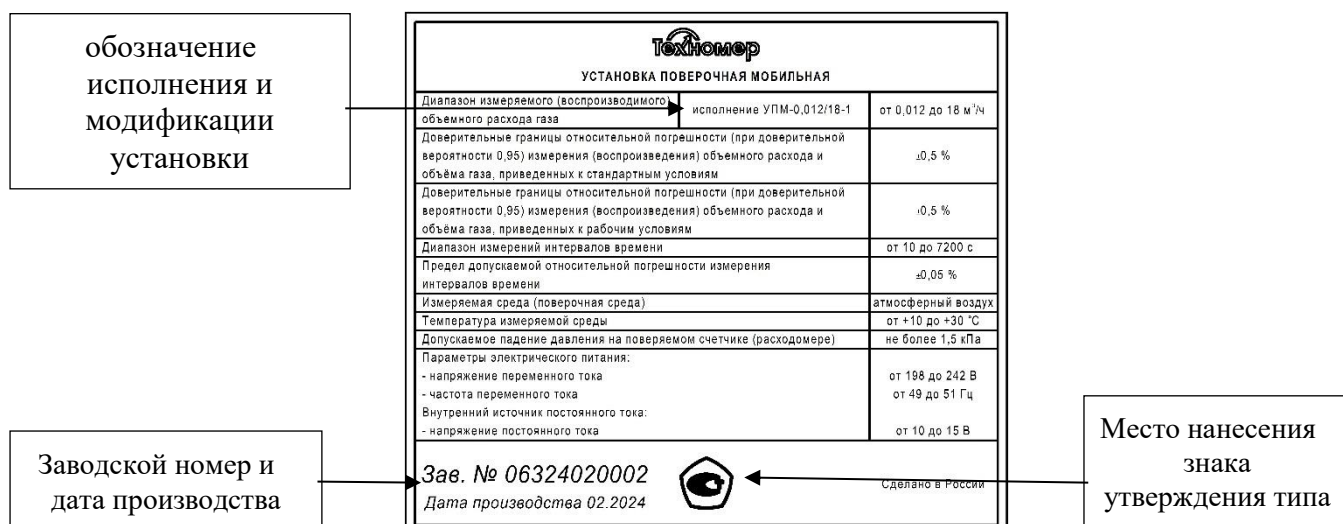 обозначение
исполнения и
модификации
установки
Техномер
УСТАНОВКА ПОВЕРОЧНАЯ МОБИЛЬНАЯ
Диапазон измеряемого (воспроизводимого)
объемного расхода газа
исполнение УПМ-0,012/18-1
от 0,012 до 18 м³/ч
Доверительные границы относительной погрешности (при доверительной
вероятности 0,95) измерения (воспроизведения) объемного расхода и
объёма газа, приведенных к стандартным условиям
±0,5 %
Доверительные границы относительной погрешности (при доверительной
вероятности 0,95) измерения (воспроизведения) объемного расхода и
объёма газа, приведенных к рабочим условиям
±0,5 %
Диапазон измерений интервалов времени
от 10 до 7200 с
Предел допускаемой относительной погрешности измерения
интервалов времени
±0,05 %
Измеряемая среда (поверочная среда)
атмосферный воздух
Температура измеряемой среды
от +10 до +30 °С
Допускаемое падение давления на поверяемом счетчике (расходомере)
не более 1,5 кПа
Параметры электрического питания:
- напряжение переменного тока
от 198 до 242 В
- частота переменного тока
от 49 до 51 Гц
Внутренний источник постоянного тока:
- напряжение постоянного тока
от 10 до 15 В
Зав. № 06324020002
Дата производства 02.2024
Сделано в России
Заводской номер и
дата производства
Место нанесения
знака
утверждения типа